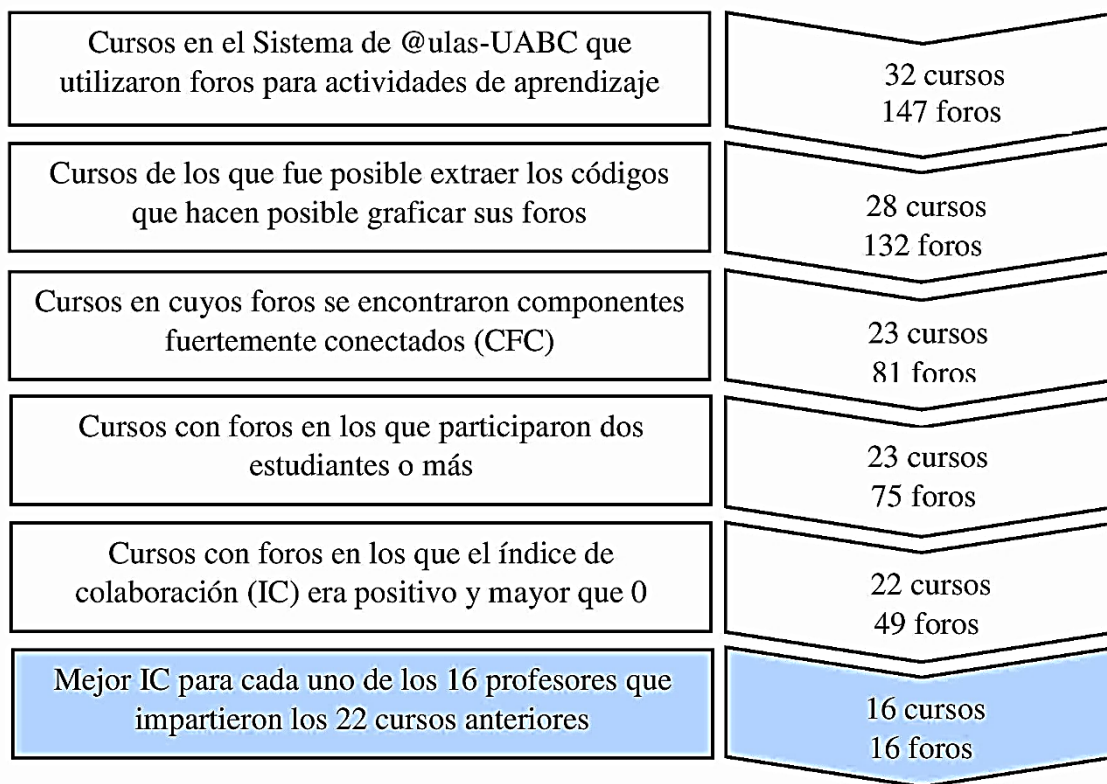 Cursos en el Sistema de @ulas-UABC que
utilizaron foros para actividades de aprendizaje
32 cursos
147 foros
Cursos de los que fue posible extraer los códigos
que hacen posible graficar sus foros
28 cursos
132 foros
Cursos en cuyos foros se encontraron componentes
fuertemente conectados (CFC)
23 cursos
81 foros
Cursos con foros en los que participaron dos
estudiantes o más
23 cursos
75 foros
Cursos con foros en los que el índice de
colaboración (IC) era positivo y mayor que 0
22 cursos
49 foros
Mejor IC para cada uno de los 16 profesores que
impartieron los 22 cursos anteriores
16 cursos
16 foros